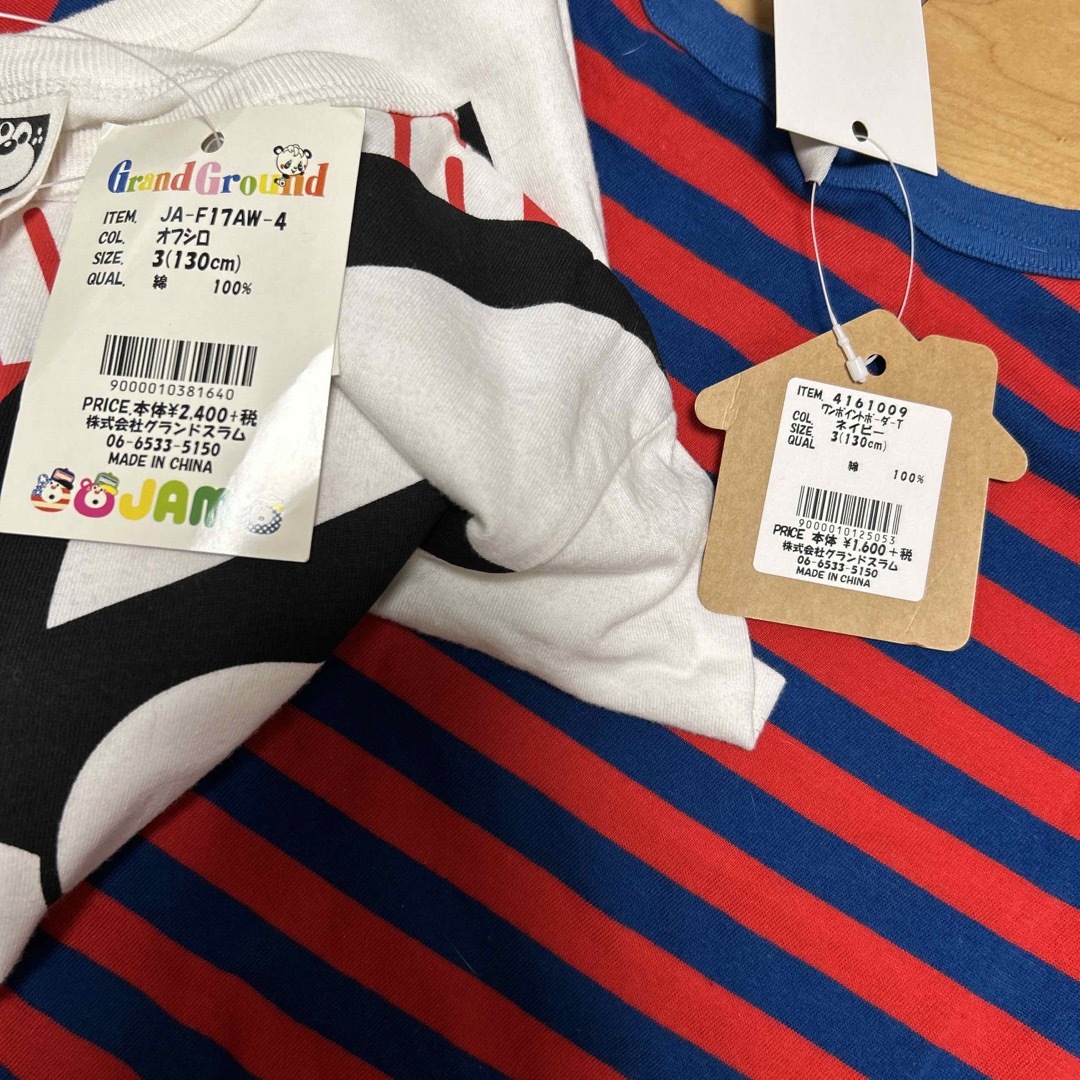 Grand Ground
ITEM. JA-F17AW-4
COL. オフシロ
SIZE. 3(130cm)
QUAL. 綿 100%
9000010381640
PRICE.本体¥2,400+税
株式会社グランドスラム
06-6533-5150
MADE IN CHINA
JAM
ITEM. 4161009
ワンポイントボーダーT
COL ネイビー
SIZE 3(130cm)
QUAL
綿 100%
9000010125053
PRICE 本体 ¥1,600+税
株式会社グランドスラム
06-6533-5150
MADE IN CHINA